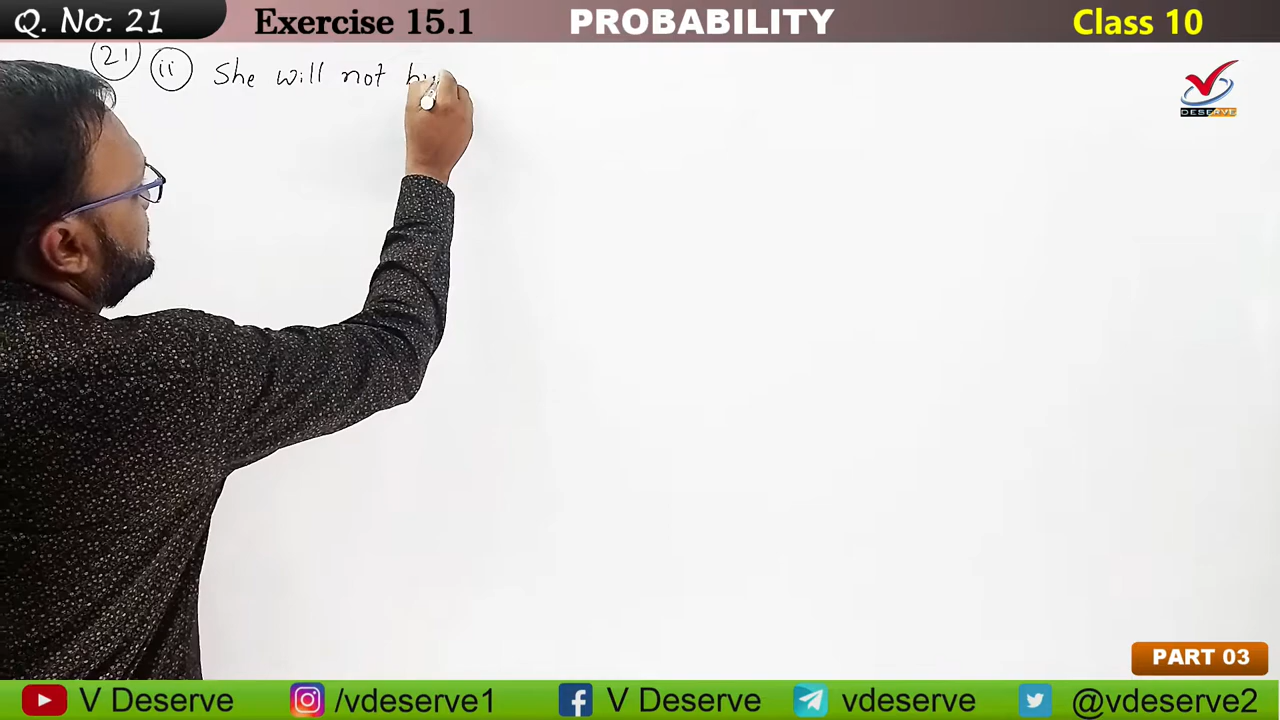 Q. No. 21 Exercise 15.1 PROBABILITY Class 10
21 ii She will not
DESERVE
PART 03
V Deserve /vdeserve1 V Deserve vdeserve @vdeserve2